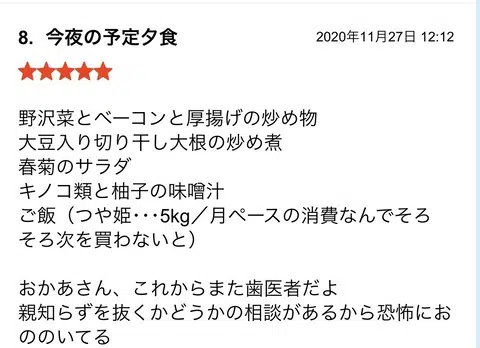 8. 今夜の予定夕食
2020年11月27日 12:12
野沢菜とベーコンと厚揚げの炒め物
大豆入り切り干し大根の炒め煮
春菊のサラダ
キノコ類と柚子の味噌汁
ご飯（つや姫･･･5kg／月ペースの消費なんでそろ
そろ次を買わないと）
おかあさん、これからまた歯医者だよ
親知らずを抜くかどうかの相談があるから恐怖にお
ののいてる